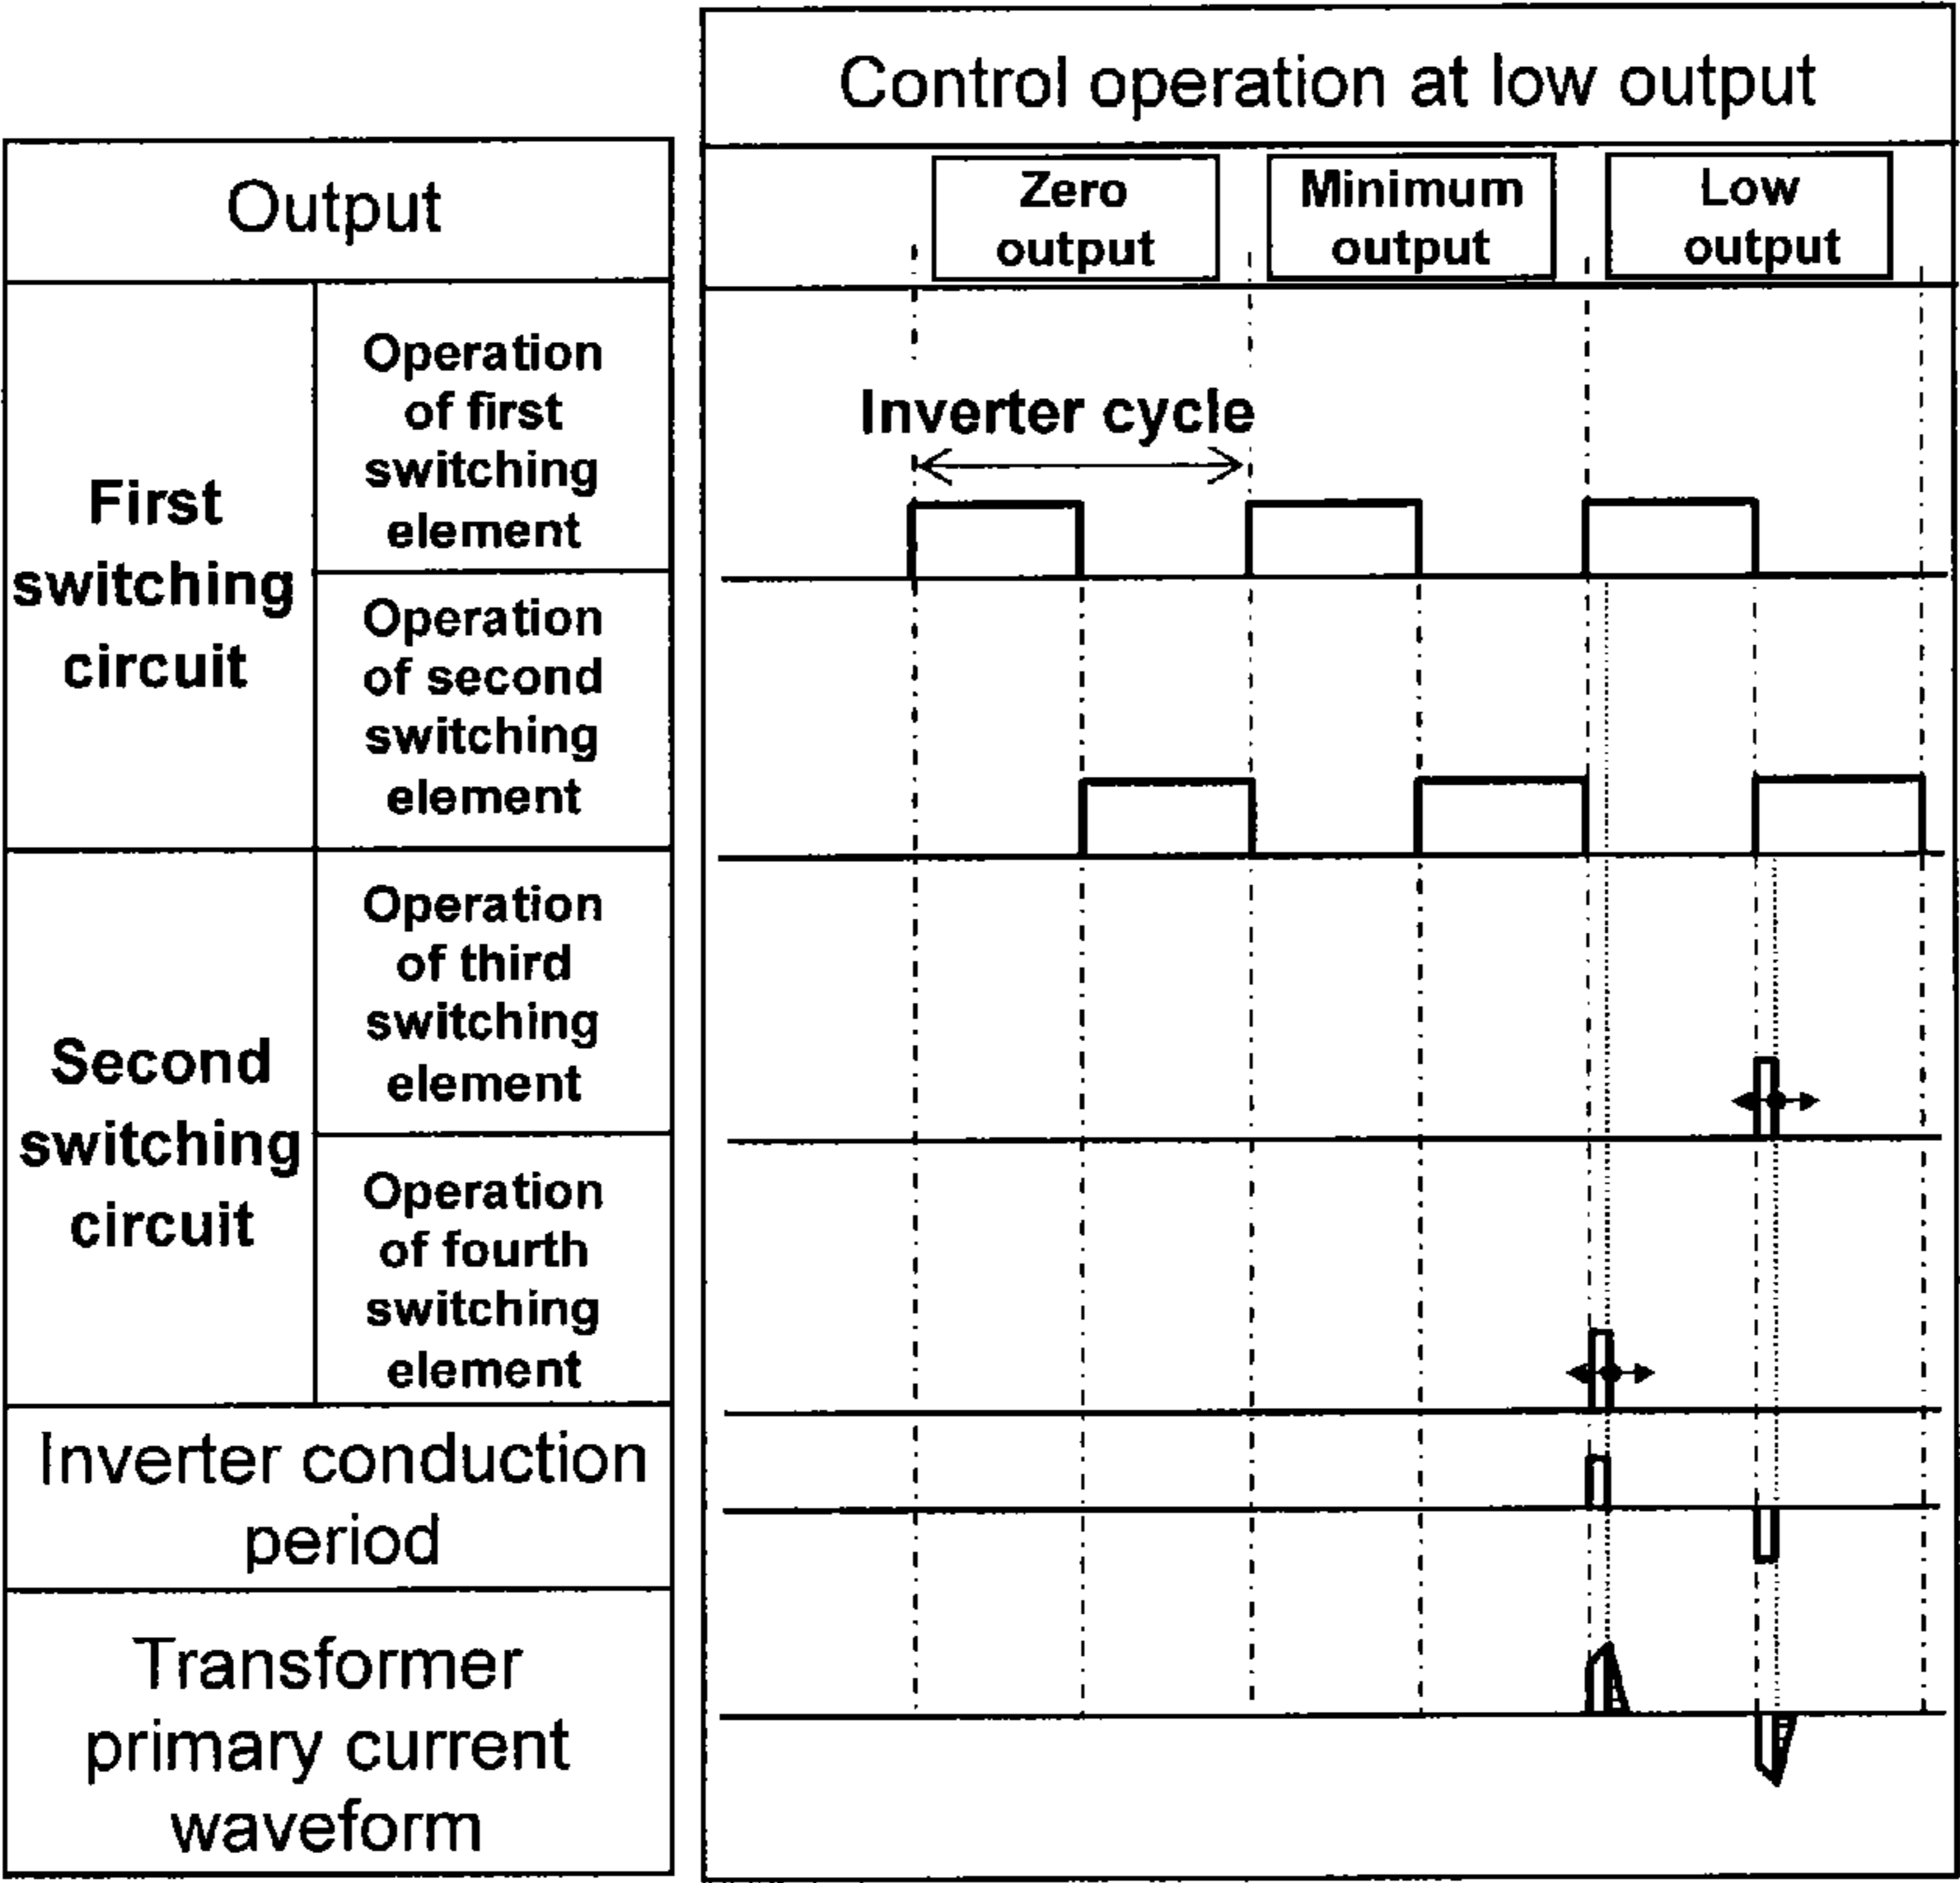 Control operation at low output
Output
Zero
output
Minimum
output
Low
output
First
switching
circuit
Operation
of first
switching
element
Inverter cycle
Operation
of second
switching
element
Second
switching
circuit
Operation
of third
switching
element
Operation
of fourth
switching
element
Inverter conduction
period
Transformer
primary current
waveform